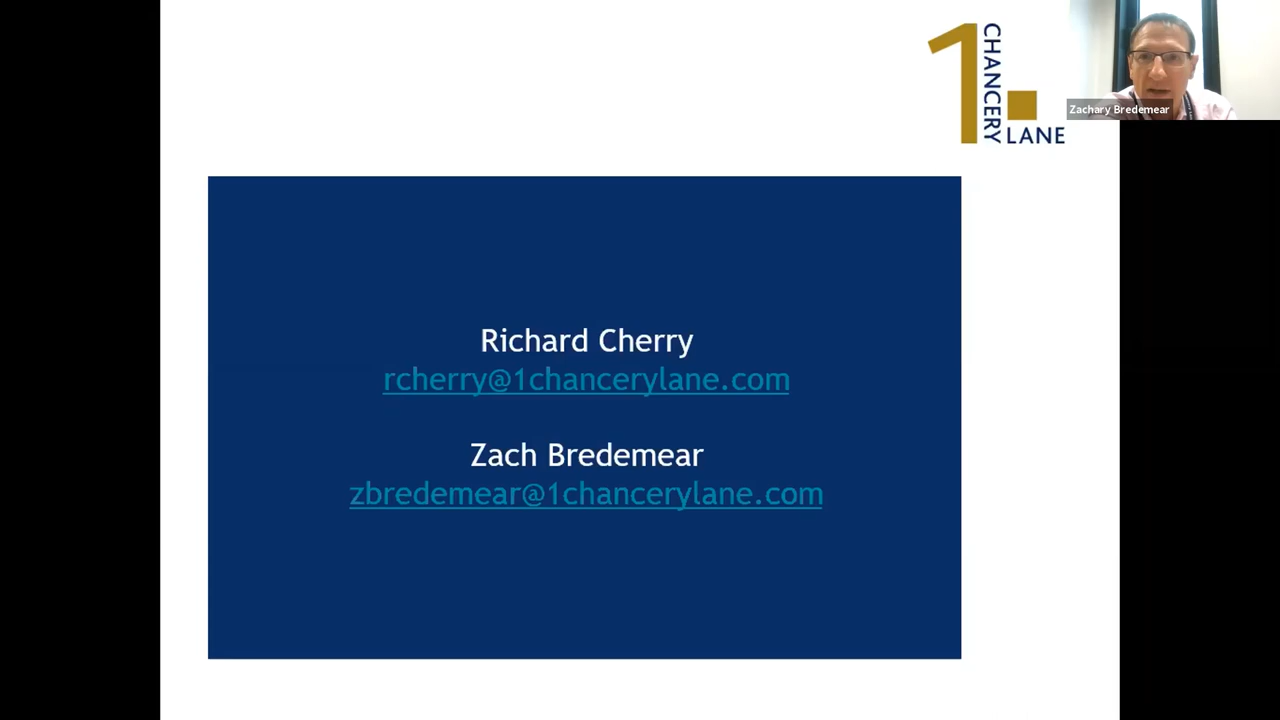 1 CHANCERY LANE
Zachary Bredemear
Richard Cherry
rcherry@1chancerylane.com
Zach Bredemear
zbredemear@1chancerylane.com